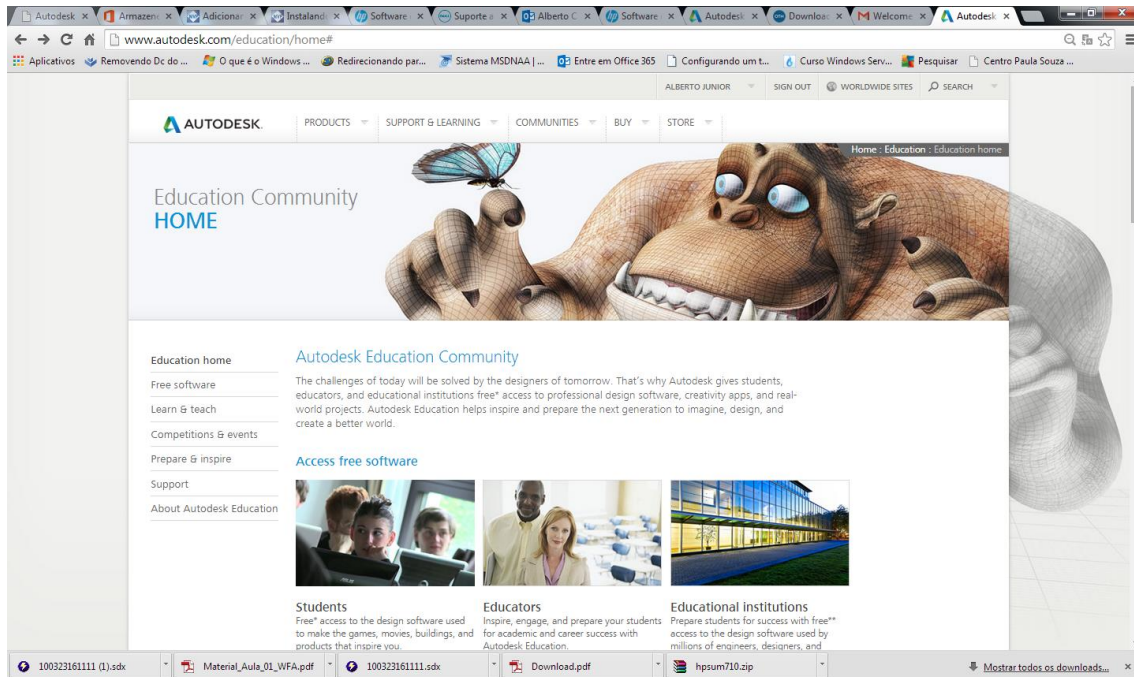 Autodesk
Armazen
Adicionar
Instaland
Software
Suporte a
Alberto C
Software
Autodesk
Downloac
Welcome
Autodesk
www.autodesk.com/education/home#
Aplicativos
Removendo Dc do ...
O que é o Windows ...
Redirecionando par...
Sistema MSDNAA | ...
Entre em Office 365
Configurando um t...
Curso Windows Serv...
Pesquisar
Centro Paula Souza ...
ALBERTO JUNIOR
SIGN OUT
WORLDWIDE SITES
SEARCH
AUTODESK.
PRODUCTS
SUPPORT & LEARNING
COMMUNITIES
BUY
STORE
Home : Education : Education home
Education Community
HOME
Education home
Free software
Learn & teach
Competitions & events
Prepare & inspire
Support
About Autodesk Education
Autodesk Education Community
The challenges of today will be solved by the designers of tomorrow. That's why Autodesk gives students,
educators, and educational institutions free* access to professional design software, creativity apps, and real-
world projects. Autodesk Education helps inspire and prepare the next generation to imagine, design, and
create a better world.
Access free software
Students
Free* access to the design software used
to make the games, movies, buildings, and
products that inspire you.
Educators
Inspire, engage, and prepare your students
for academic and career success with
Autodesk Education.
Educational institutions
Prepare students for success with free**
access to the design software used by
millions of engineers, designers, and
100323161111 (1).sdx
Material_Aula_01_WFA.pdf
100323161111.sdx
Download.pdf
hpsum710.zip
Mostrar todos os downloads...